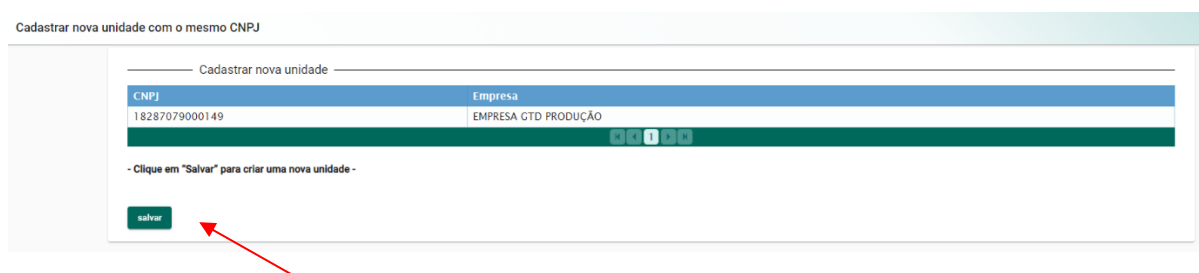 Cadastrar nova unidade com o mesmo CNPJ
Cadastrar nova unidade
CNPJ Empresa
18287079000149 EMPRESA GTD PRODUÇÃO
1
- Clique em "Salvar" para criar uma nova unidade -
salvar